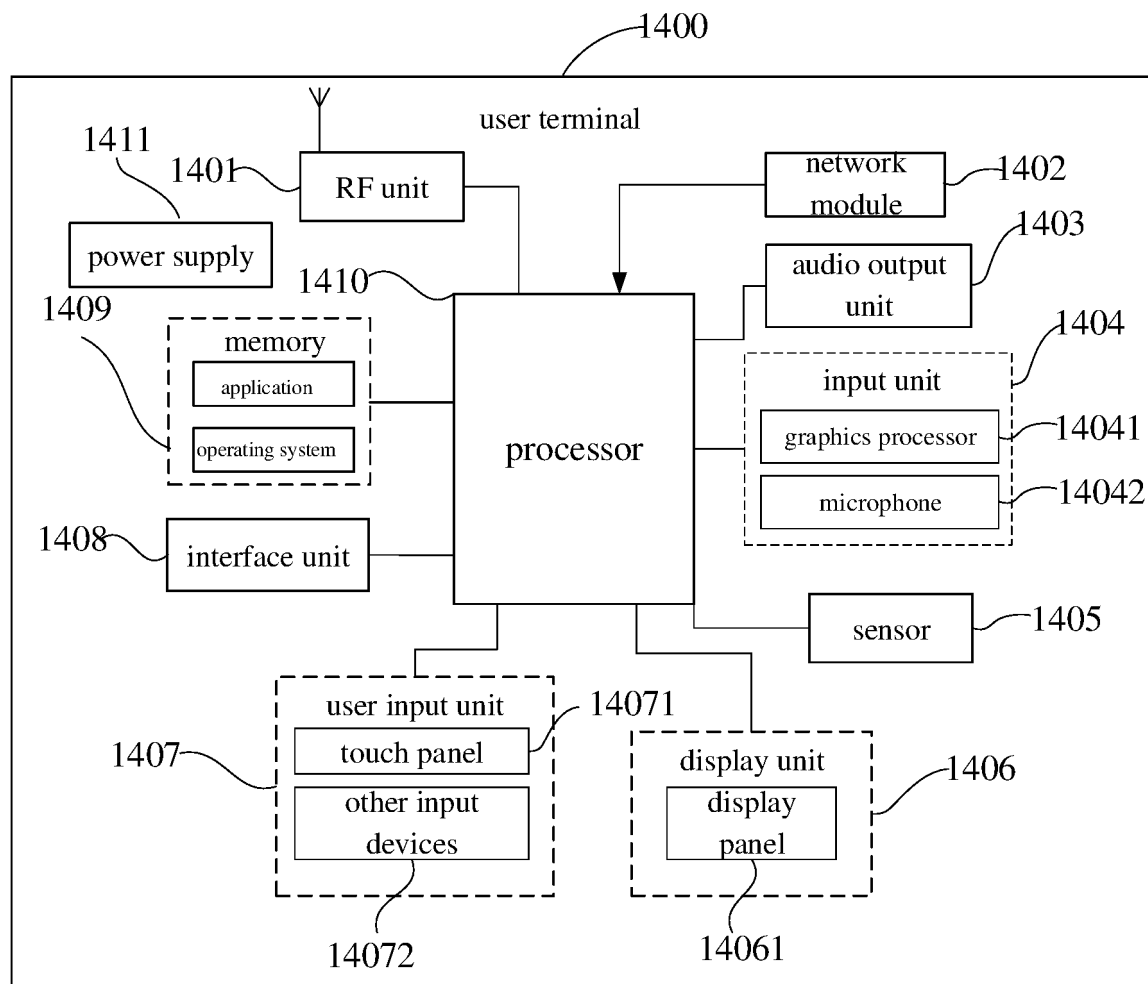 1400
user terminal
1411
1401
RF unit
network
module
1402
power supply
1410
audio output
unit
1403
1409
memory
application
operating system
processor
input unit
1404
graphics processor
14041
microphone
14042
1408
interface unit
sensor
1405
user input unit
14071
1407
touch panel
other input
devices
14072
display unit
1406
display
panel
14061